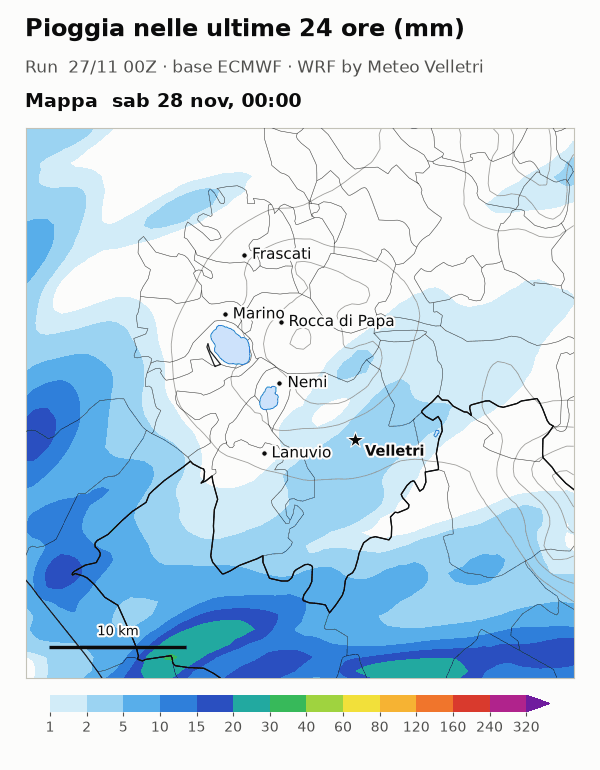 Pioggia nelle ultime 24 ore (mm)
Run 27/11 00Z · base ECMWF · WRF by Meteo Velletri
Mappa sab 28 nov, 00:00
Frascati
Marino
Rocca di Papa
Nemi
Velletri
Lanuvio
10 km
1 2 5 10 15 20 30 40 60 80 120 160 240 320